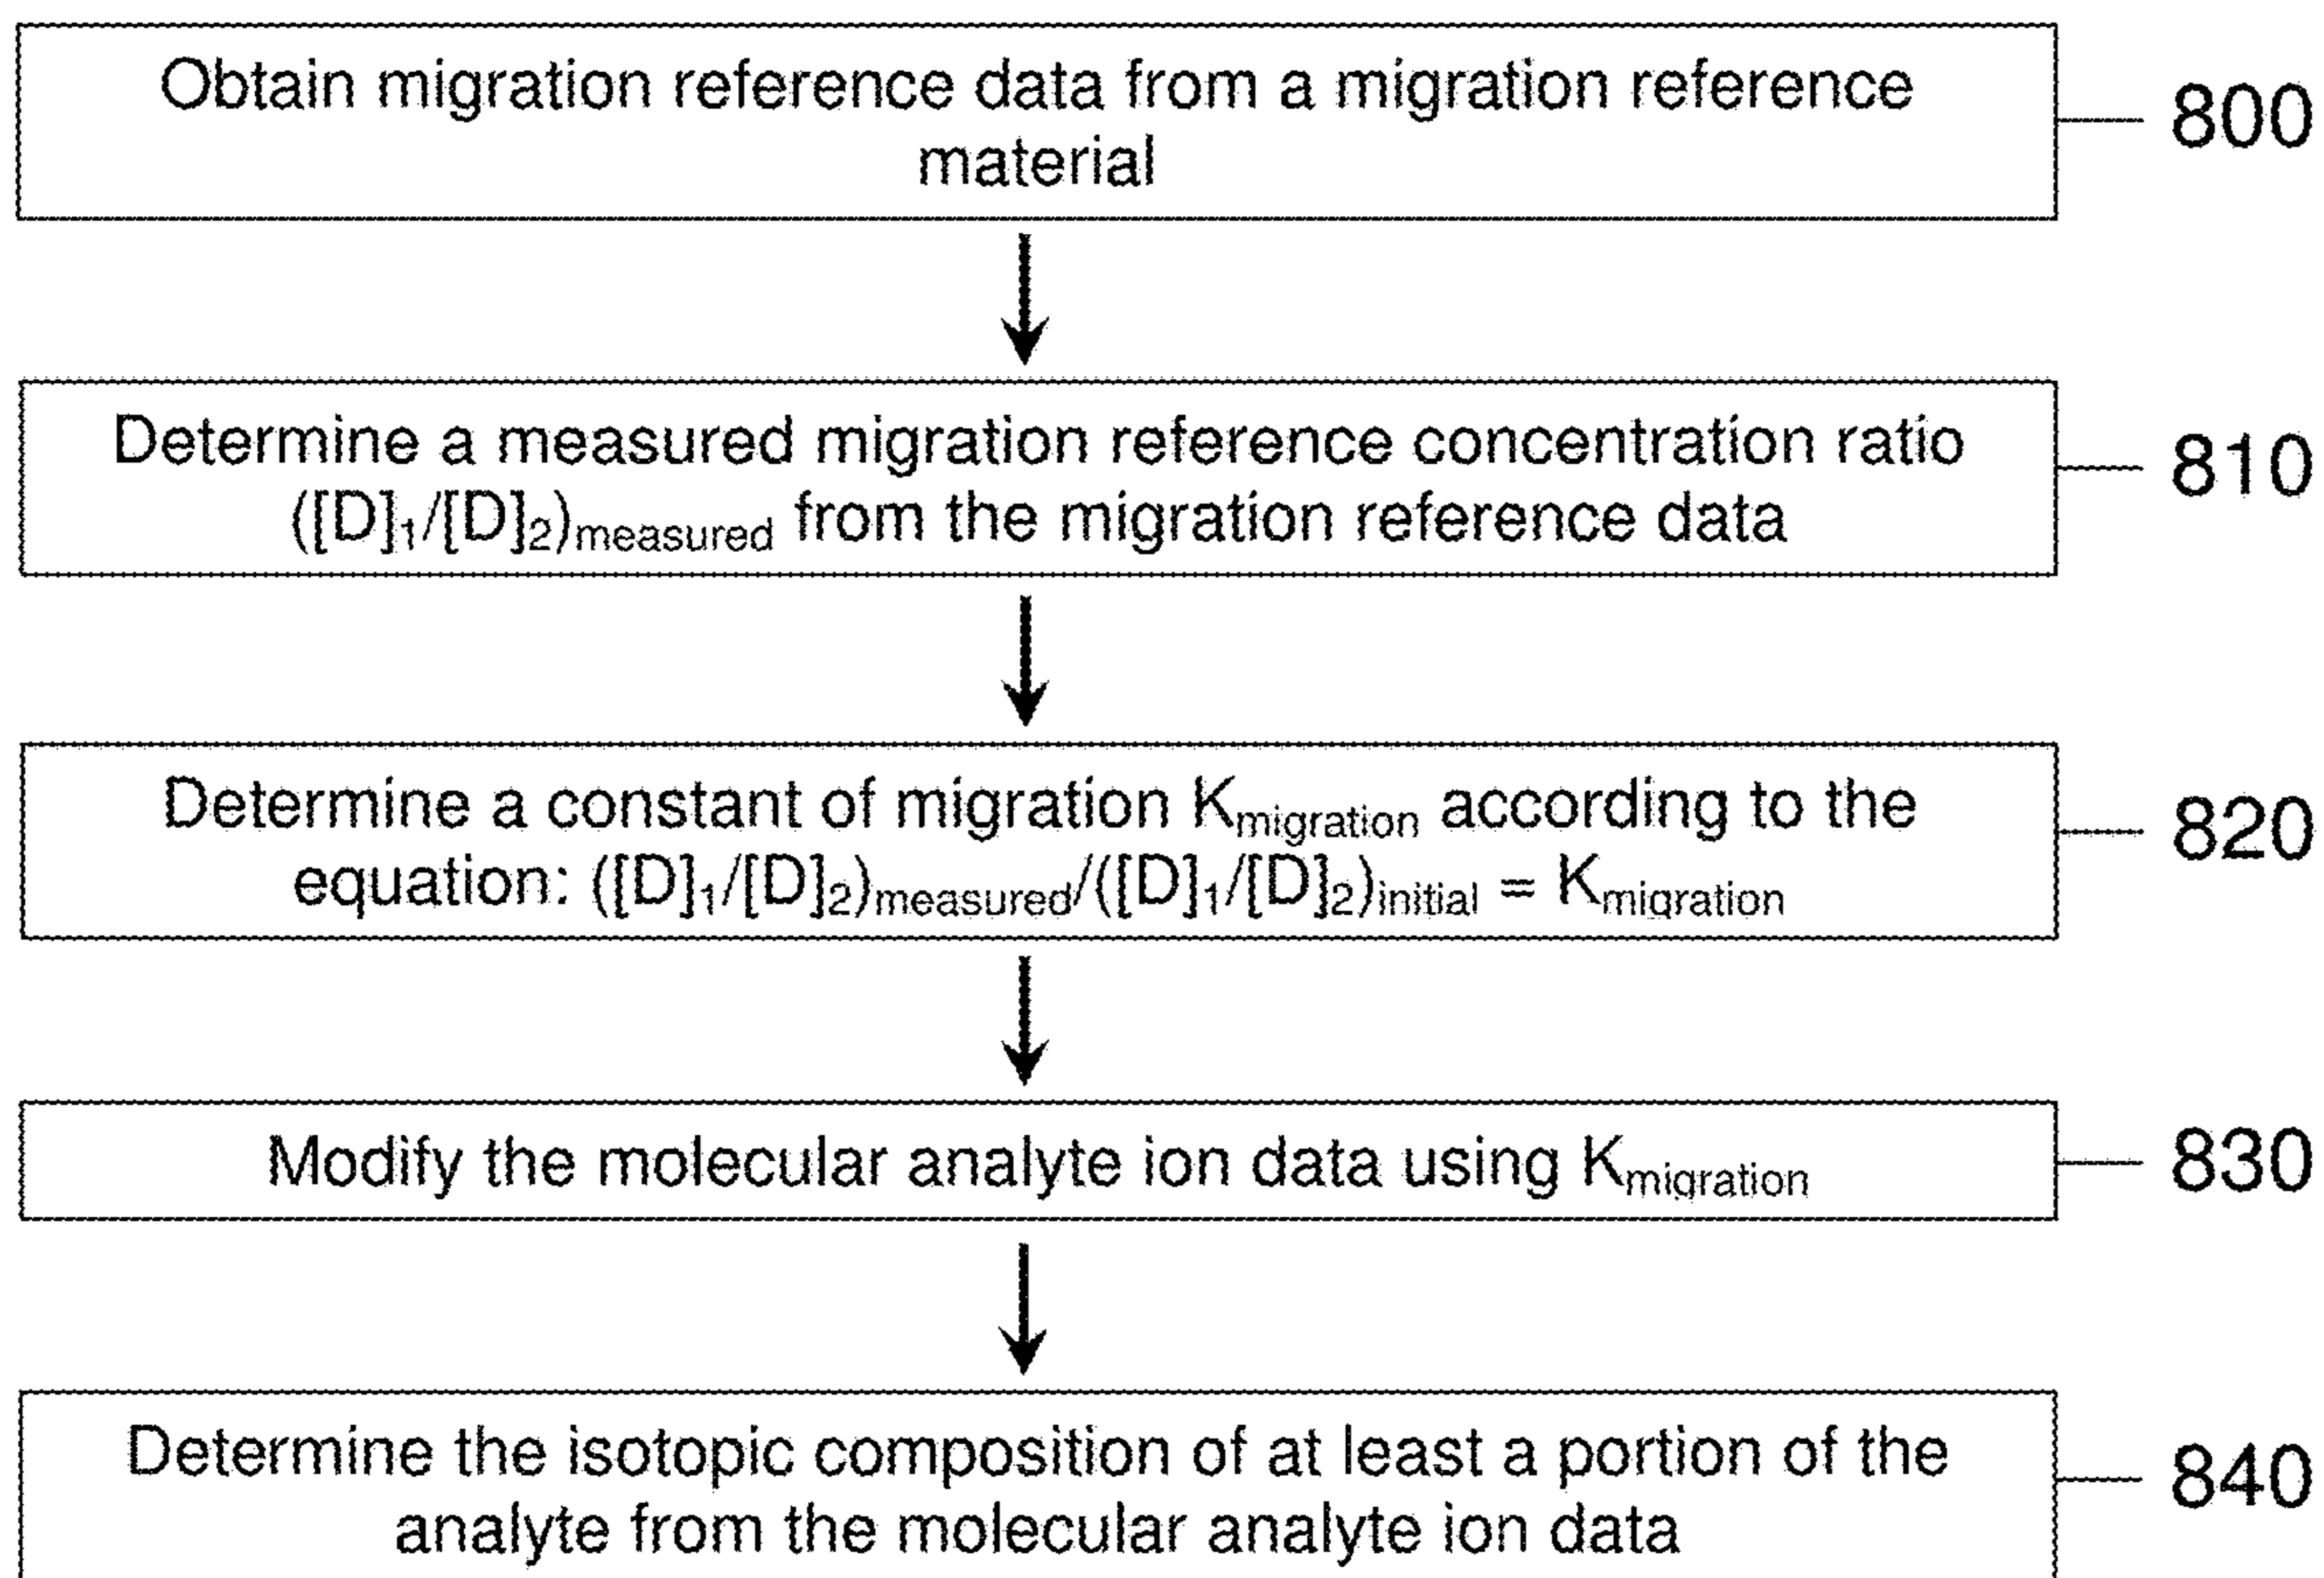 Obtain migration reference data from a migration reference
material
800
Determine a measured migration reference concentration ratio
([D]₁/[D]₂)measured from the migration reference data
810
Determine a constant of migration Kmigration according to the
equation: ([D]₁/[D]₂)measured/([D]₁/[D]₂)initial = Kmigration
820
Modify the molecular analyte ion data using Kmigration
830
Determine the isotopic composition of at least a portion of the
analyte from the molecular analyte ion data
840